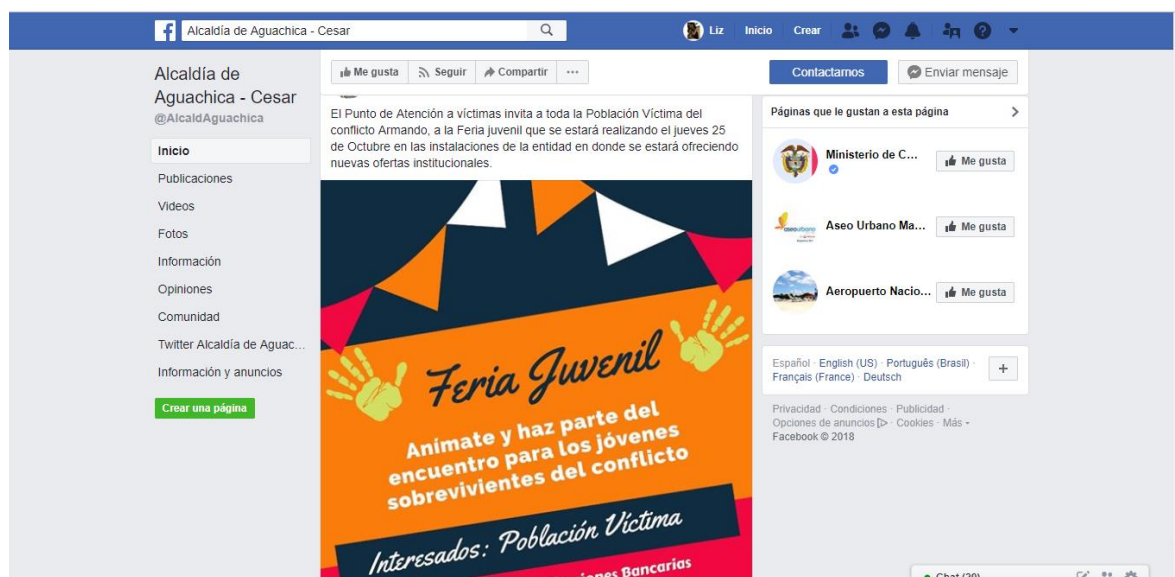 Alcaldía de Aguachica - Cesar
Liz
Inicio
Crear
Alcaldía de
Aguachica - Cesar
@AlcaldAguachica
Inicio
Publicaciones
Videos
Fotos
Información
Opiniones
Comunidad
Twitter Alcaldía de Aguac...
Información y anuncios
Crear una página
Me gusta
Seguir
Compartir
Contactarnos
Enviar mensaje
El Punto de Atención a víctimas invita a toda la Población Víctima del
conflicto Armando, a la Feria juvenil que se estará realizando el jueves 25
de Octubre en las instalaciones de la entidad en donde se estará ofreciendo
nuevas ofertas institucionales.
Feria Juvenil
Anímate y haz parte del
encuentro para los jóvenes
sobrevivientes del conflicto
Interesados: Población Víctima
Bancarias
Páginas que le gustan a esta página
Ministerio de C...
Me gusta
Aseo Urbano Ma...
Me gusta
Aeropuerto Nacio...
Me gusta
Español · English (US) · Português (Brasil) ·
Français (France) · Deutsch
Privacidad · Condiciones · Publicidad ·
Opciones de anuncios · Cookies · Más
Facebook © 2018